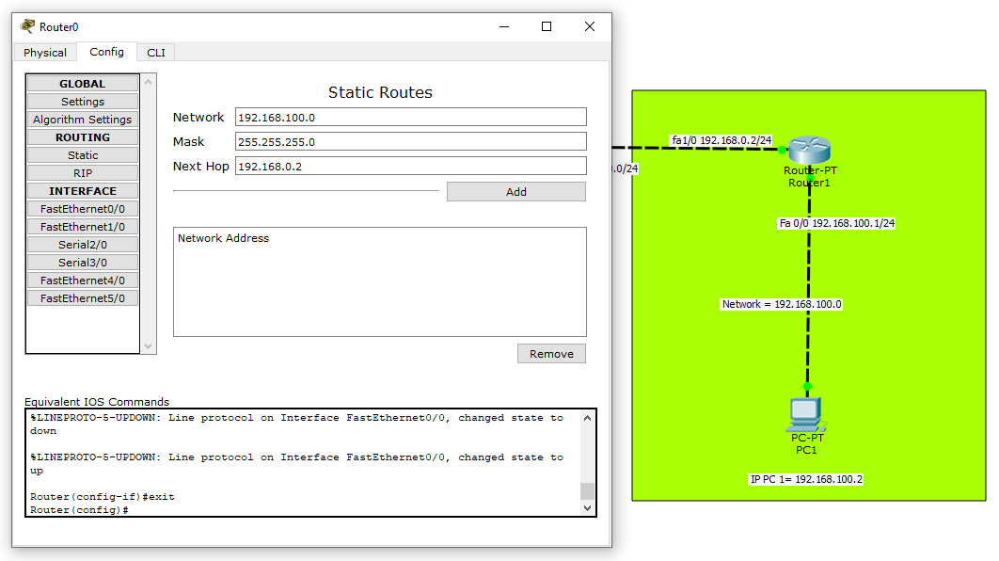 Router0
Physical Config CLI
GLOBAL
Settings
Algorithm Settings
ROUTING
Static
RIP
INTERFACE
FastEthernet0/0
FastEthernet1/0
Serial2/0
Serial3/0
FastEthernet4/0
FastEthernet5/0
Static Routes
Network 192.168.100.0
Mask 255.255.255.0
Next Hop 192.168.0.2
Add
Network Address
Remove
Equivalent IOS Commands
%LINEPROTO-5-UPDOWN: Line protocol on Interface FastEthernet0/0, changed state to
down
%LINEPROTO-5-UPDOWN: Line protocol on Interface FastEthernet0/0, changed state to
up
Router(config-if)#exit
Router(config)#
fa1/0 192.168.0.2/24
.0/24
Router-PT
Router1
Fa 0/0 192.168.100.1/24
Network = 192.168.100.0
PC-PT
PC1
IP PC 1= 192.168.100.2